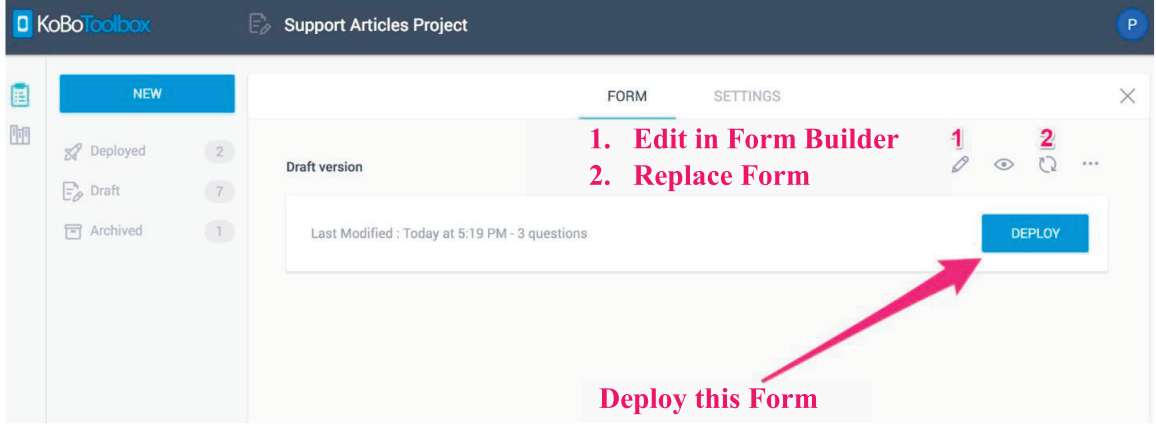 KoBoToolbox
Support Articles Project
P
NEW
FORM
SETTINGS
Deployed 2
Draft 7
Archived 1
1. Edit in Form Builder
2. Replace Form
1
2
Draft version
Last Modified : Today at 5:19 PM - 3 questions
DEPLOY
Deploy this Form